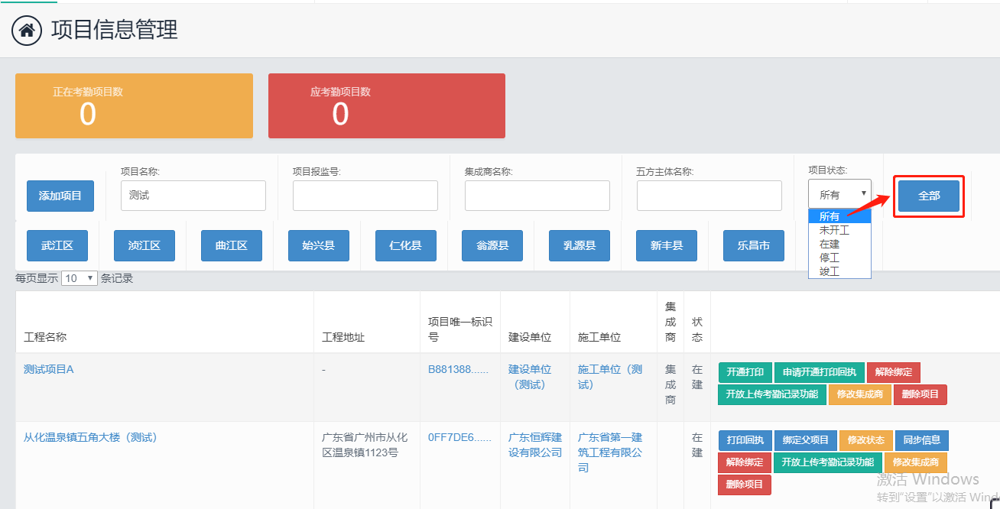 项目信息管理
正在考勤项目数
0
应考勤项目数
0
项目名称:
项目报监号:
集成商名称:
五方主体名称:
项目状态:
添加项目
测试
所有
全部
所有
未开工
在建
停工
竣工
武江区
浈江区
曲江区
始兴县
仁化县
翁源县
乳源县
新丰县
乐昌市
每页显示 10 条记录
工程名称
工程地址
项目唯一标识
号
建设单位
施工单位
集
成
商
状
态
测试项目A
-
B881388......
建设单位
（测试）
施工单位（测
试）
集
成
商
在
建
开通打印 申请开通打印回执 解除绑定
开放上传考勤记录功能 修改集成商 删除项目
从化温泉镇五角大楼（测试）
广东省广州市从化
区温泉镇1123号
0FF7DE6......
广东恒辉建
设有限公司
广东省第一建
筑工程有限公
司
在
建
打印回执 绑定父项目 修改状态 同步信息
解除绑定 开放上传考勤记录功能 修改集成商
删除项目
激活 Windows
转到"设置"以激活 Wind